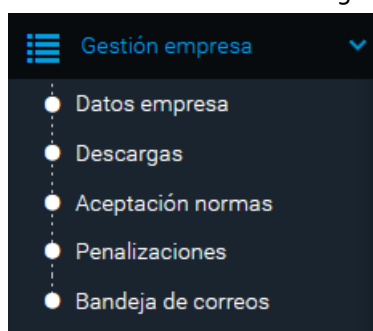 Gestión empresa
Datos empresa
Descargas
Aceptación normas
Penalizaciones
Bandeja de correos